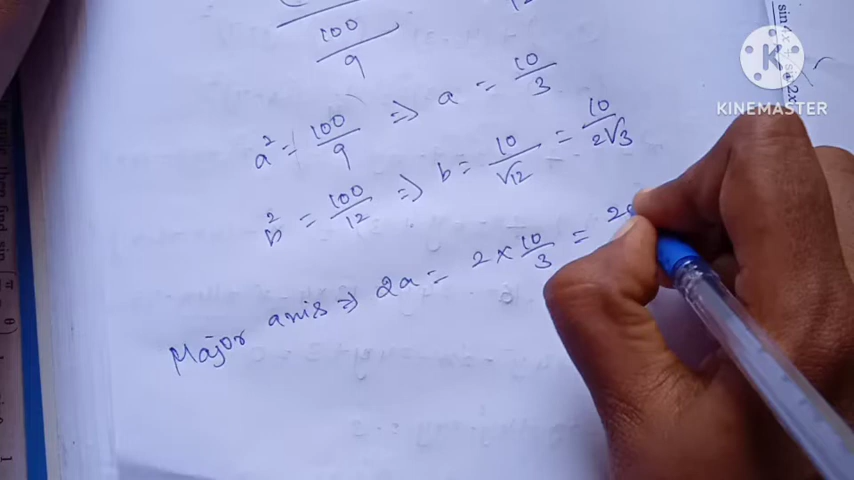 100/9
a² = 100/9 => a = 10/3
b² = 100/12 => b = 10/√12 = 10/2√3
Major axis => 2a = 2 × 10/3 = 20
KINEMASTER